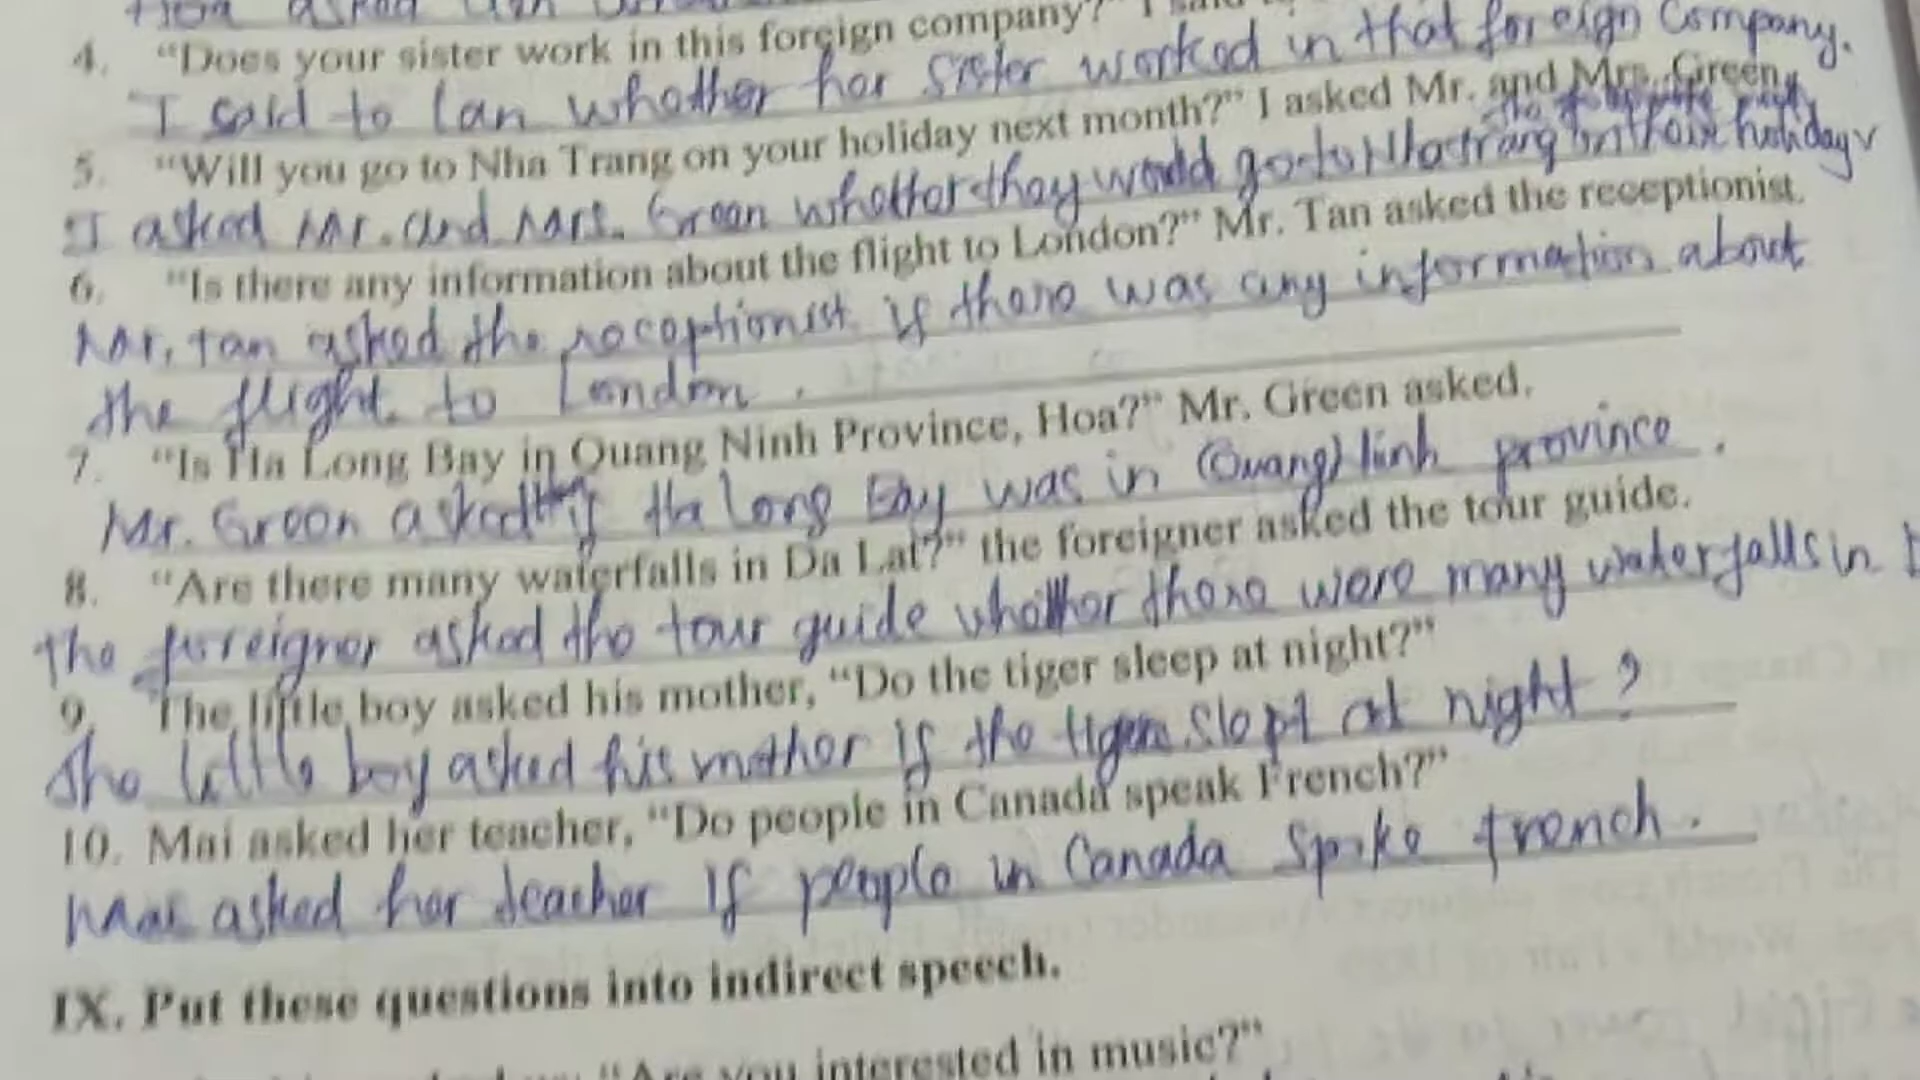 Hoa asked
4. "Does your sister work in this foreign company?" I said
I said to lan whether her sister worked in that foreign Company.
5. "Will you go to Nha Trang on your holiday next month?" I asked Mr. and Mrs. Green.
I asked Mr. and Mrs. Green whether they would go to Nha trang on their holiday
6. "Is there any information about the flight to London?" Mr. Tan asked the receptionist.
Mr. tan asked the receptionist if there was any information about
the flight to London.
7. "Is Ha Long Bay in Quang Ninh Province, Hoa?" Mr. Green asked.
Mr. Green asked if Ha Long Bay was in Quang Ninh province.
8. "Are there many waterfalls in Da Lat?" the foreigner asked the tour guide.
The foreigner asked the tour guide whether there were many waterfalls in
9. The little boy asked his mother, "Do the tiger sleep at night?"
The little boy asked his mother if the tiger slept at night?
10. Mai asked her teacher, "Do people in Canada speak French?"
Mai asked her teacher if people in Canada spoke french.
IX. Put these questions into indirect speech.
"Are you interested in music?"